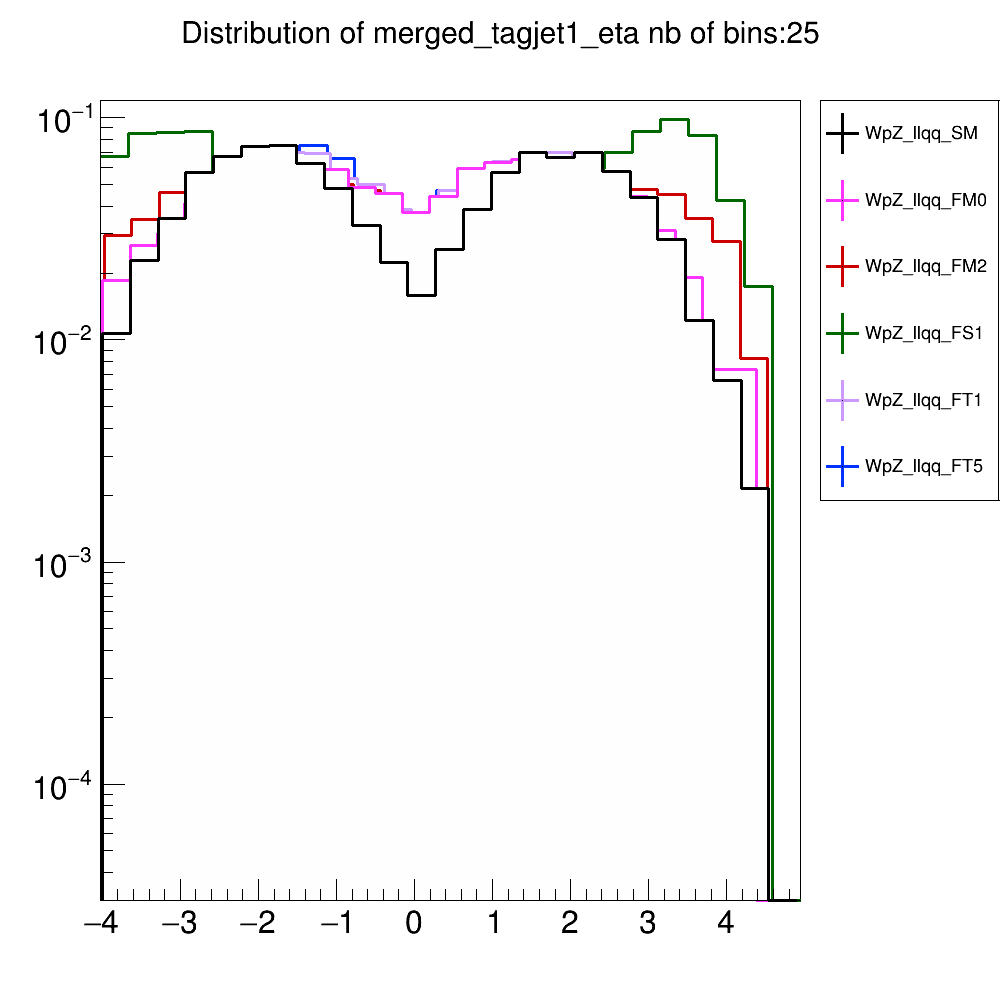 Distribution of merged_tagjet1_eta nb of bins:25
10−1
10−2
10−3
10−4
−4 −3 −2 −1 0 1 2 3 4
WpZ_llqq_SM
WpZ_llqq_FM0
WpZ_llqq_FM2
WpZ_llqq_FS1
WpZ_llqq_FT1
WpZ_llqq_FT5